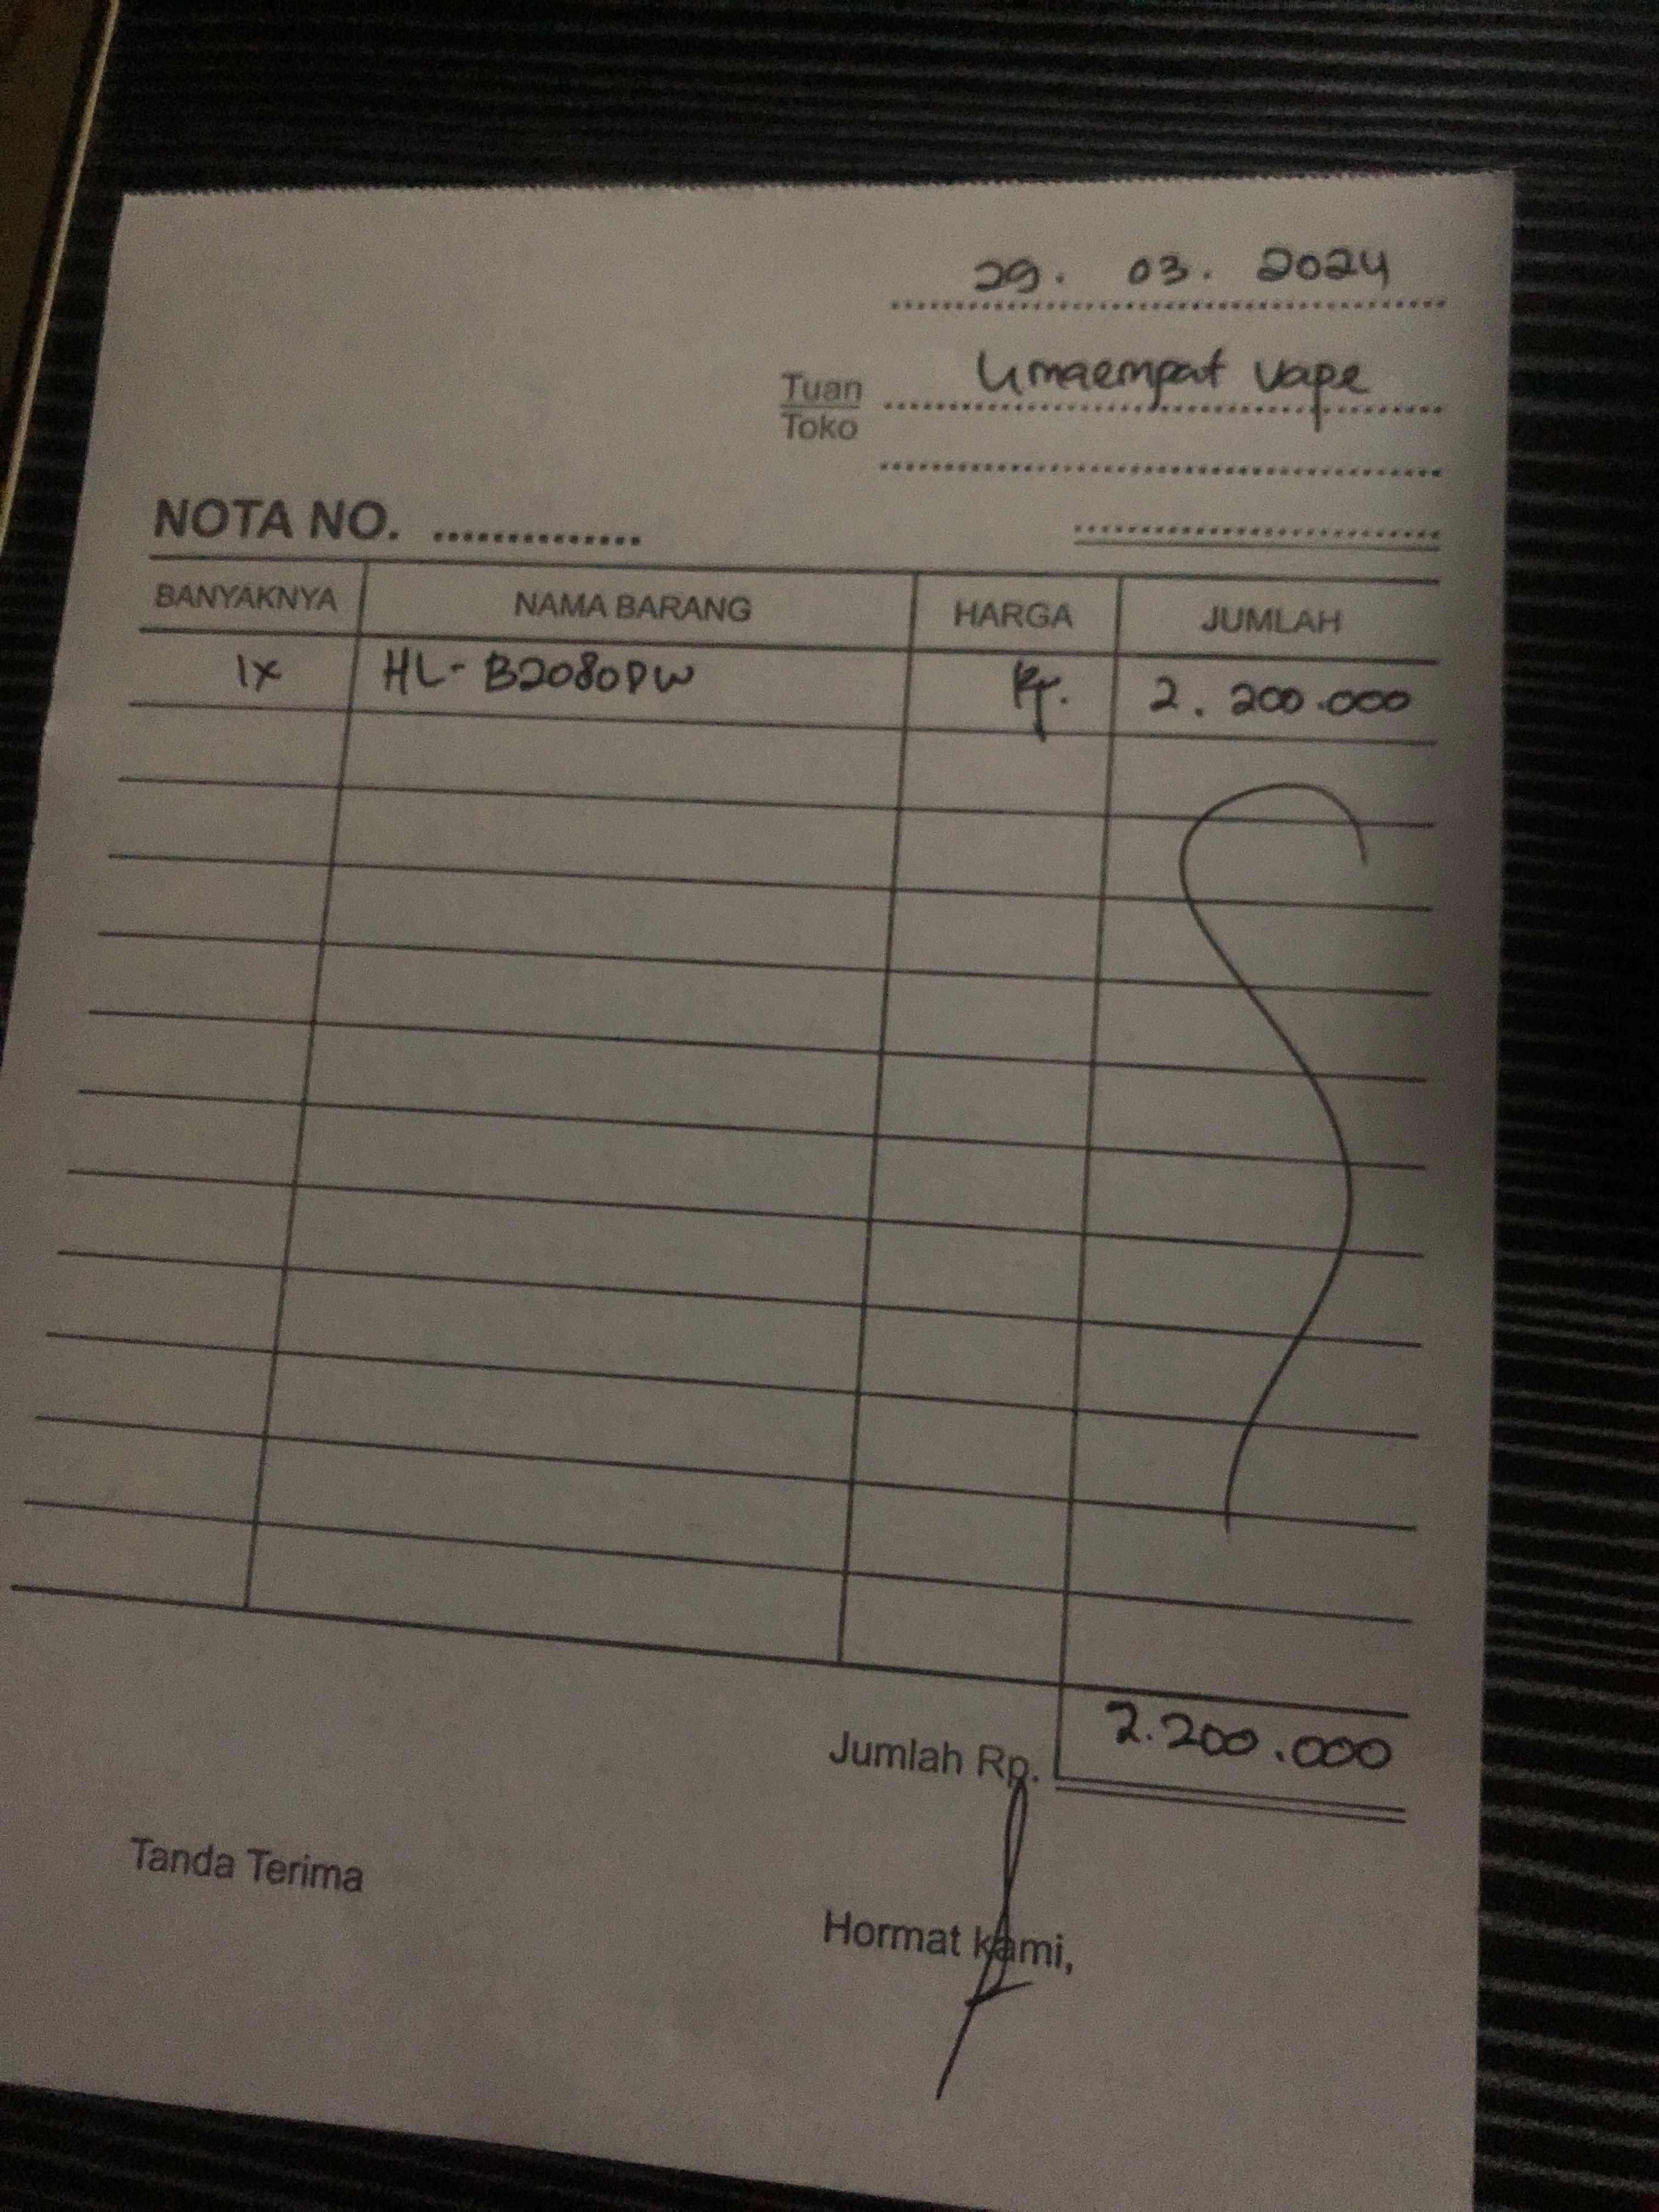 29. 03. 2024
Tuan Umaempat Vape
Toko
NOTA NO. ..............
BANYAKNYA NAMA BARANG HARGA JUMLAH
1x HL-B2080DW Rp. 2.200.000
Jumlah Rp. 2.200.000
Tanda Terima
Hormat kami,